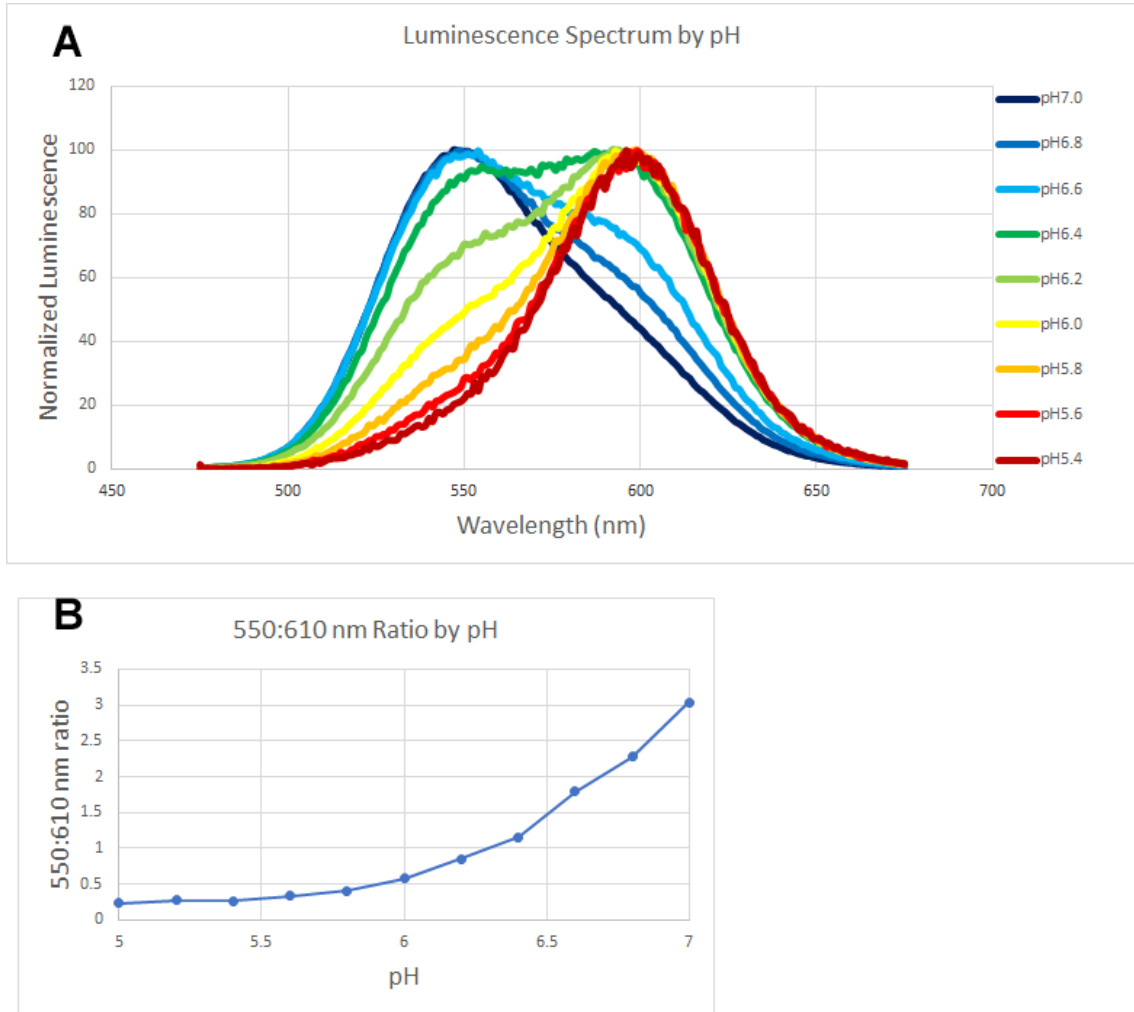 A
Luminescence Spectrum by pH
Normalized Luminescence
120
100
80
60
40
20
0
450 500 550 600 650 700
Wavelength (nm)
pH7.0
pH6.8
pH6.6
pH6.4
pH6.2
pH6.0
pH5.8
pH5.6
pH5.4
B
550:610 nm Ratio by pH
550:610 nm ratio
3.5
3
2.5
2
1.5
1
0.5
0
5 5.5 6 6.5 7
pH